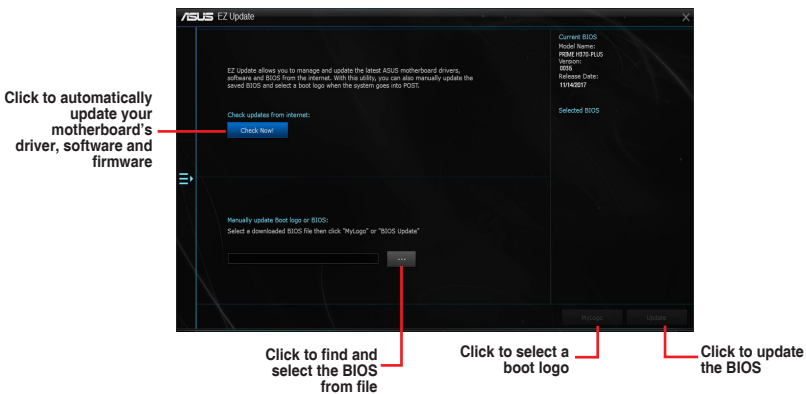 ASUS EZ Update
EZ Update allows you to manage and update the latest ASUS motherboard drivers,
software and BIOS from the internet. With this utility, you can also manually update the
saved BIOS and select a boot logo when the system goes into POST.
Check updates from internet:
Check Now!
Manually update Boot logo or BIOS:
Select a downloaded BIOS file then click "MyLogo" or "BIOS Update"
...
Current BIOS
Model Name:
PRIME H370-PLUS
Version:
0036
Release Date:
11/14/2017
Selected BIOS
MyLogo
Update
Click to automatically
update your
motherboard's
driver, software and
firmware
Click to find and
select the BIOS
from file
Click to select a
boot logo
Click to update
the BIOS